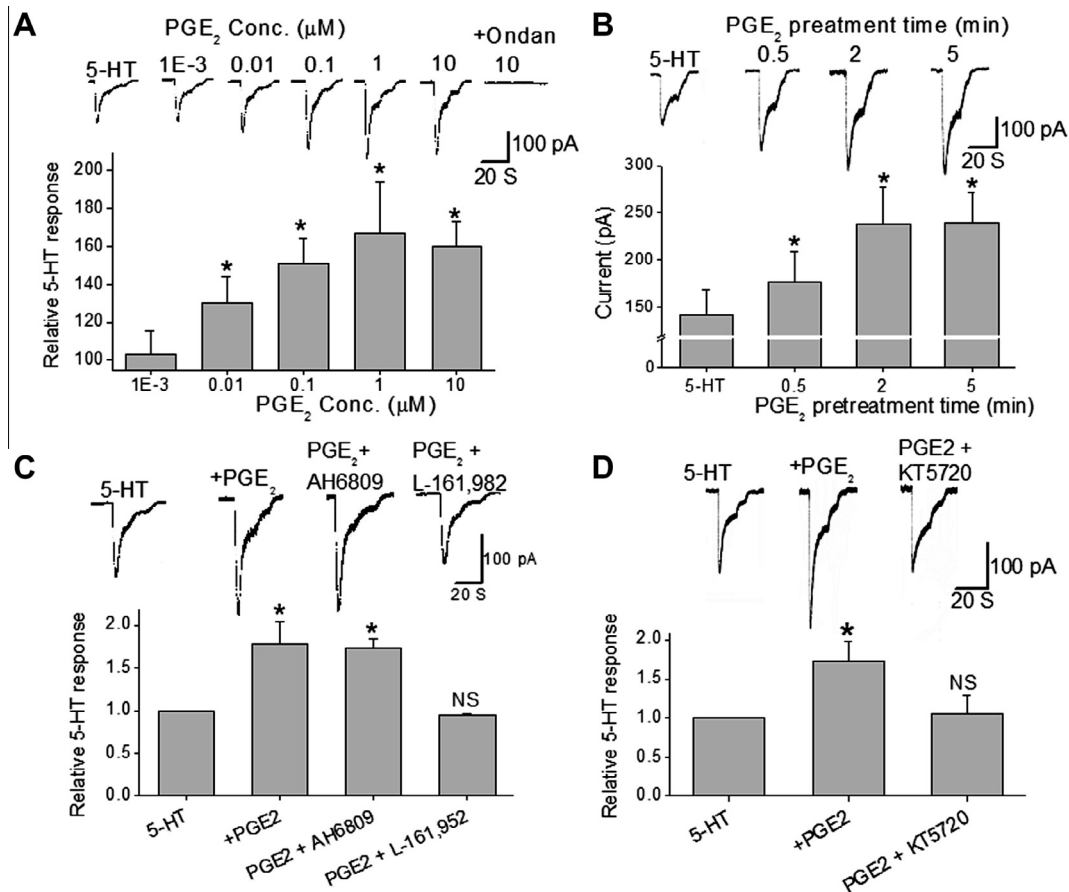 A
PGE2 Conc. (μM)
+Ondan
5-HT 1E-3 0.01 0.1 1 10 10
100 pA
20 S
Relative 5-HT response
200
180
160
140
120
100
* * * *
1E-3 0.01 0.1 1 10
PGE2 Conc. (μM)
B
PGE2 preatment time (min)
5-HT 0.5 2 5
100 pA
20 S
Current (pA)
300
250
200
150
0
* * *
5-HT 0.5 2 5
PGE2 pretreatment time (min)
C
5-HT
+PGE2
PGE2+
AH6809
PGE2 +
L-161,982
100 pA
20 S
Relative 5-HT response
2.0
1.5
1.0
0.5
0.0
* * NS
5-HT
+PGE2
PGE2 + AH6809
PGE2 + L-161,952
D
5-HT
+PGE2
PGE2 +
KT5720
100 pA
20 S
Relative 5-HT response
2.0
1.5
1.0
0.5
0.0
* NS
5-HT
+PGE2
PGE2 + KT5720